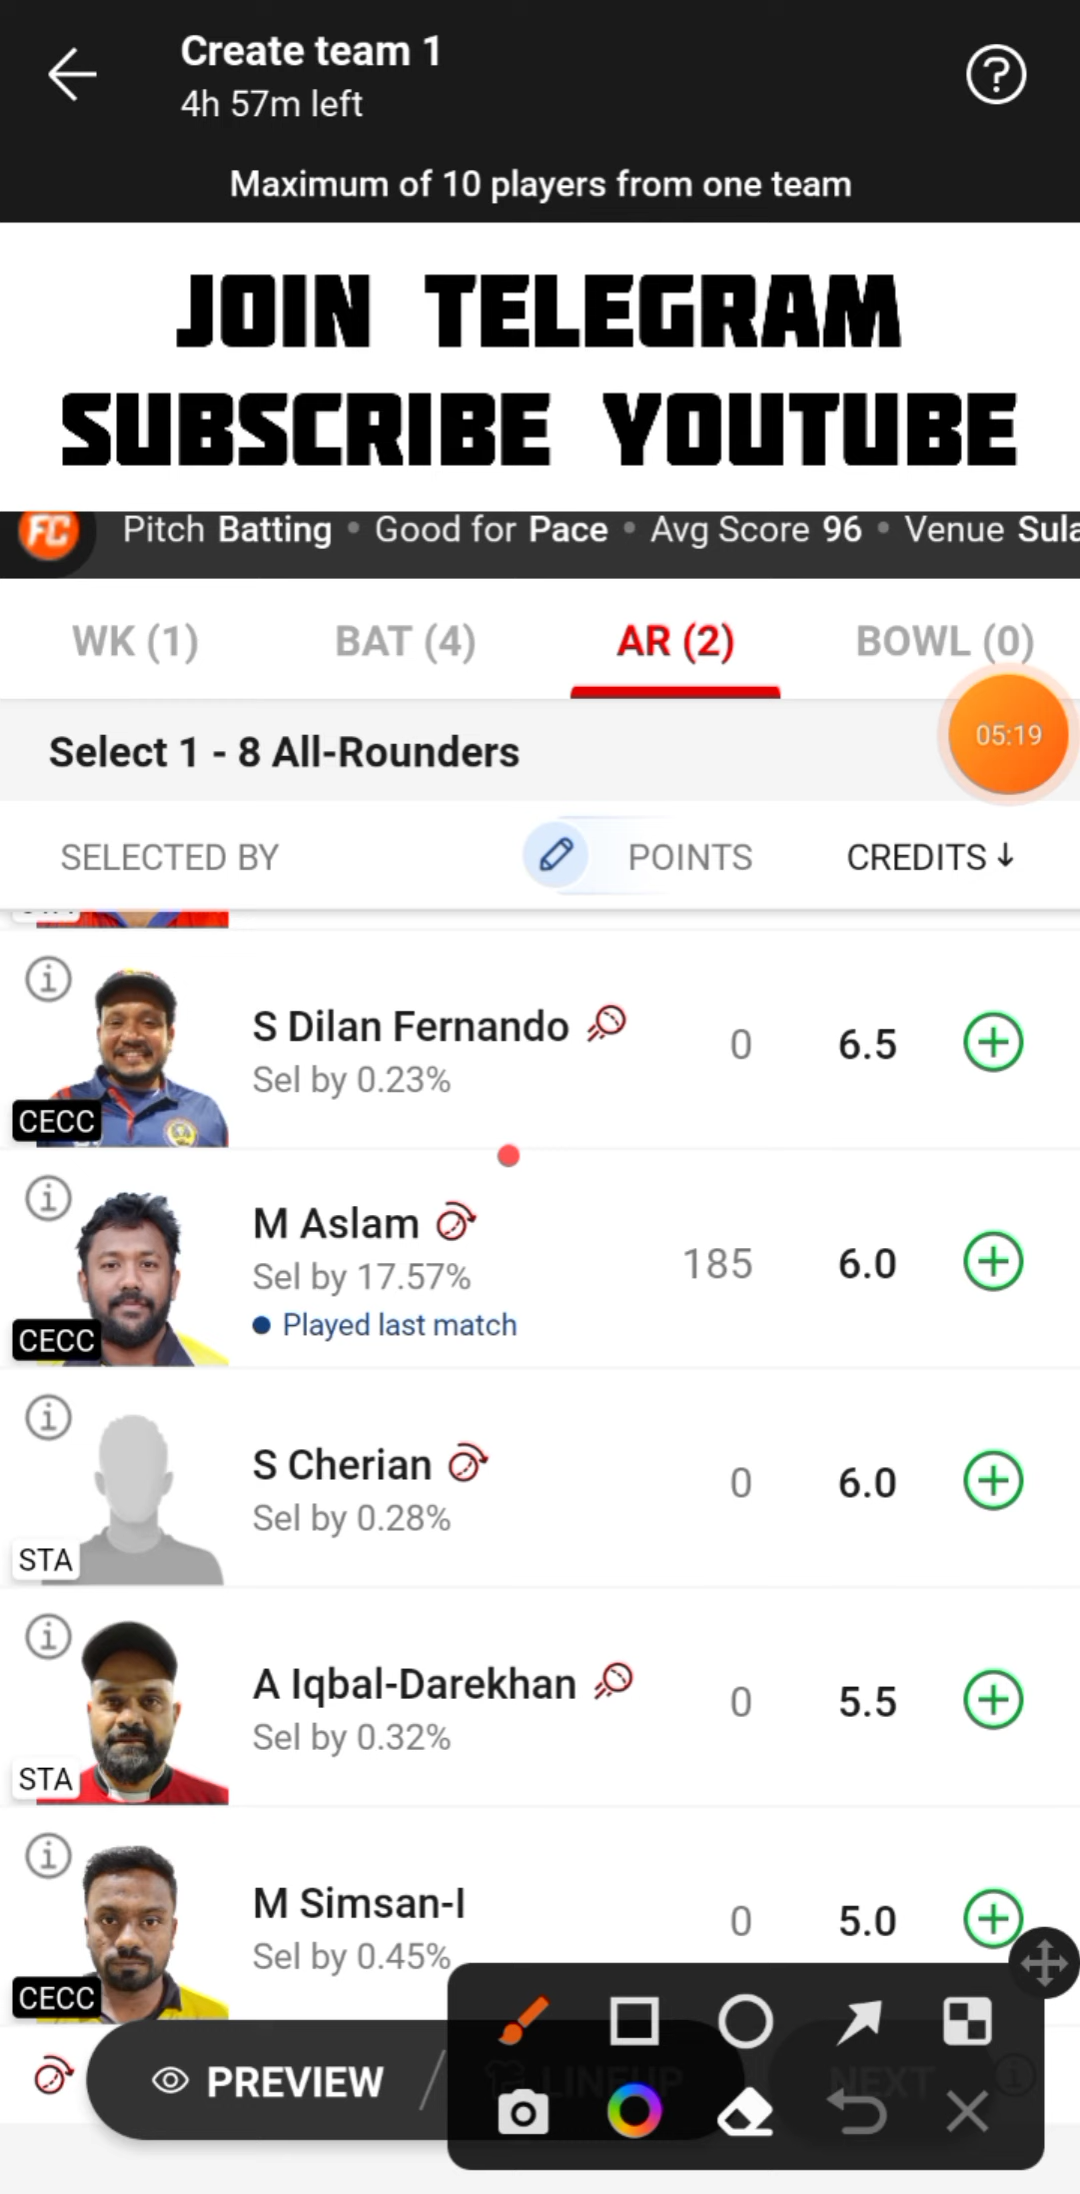 Create team 1
4h 57m left
Maximum of 10 players from one team
JOIN TELEGRAM
SUBSCRIBE YOUTUBE
FC Pitch Batting • Good for Pace • Avg Score 96 • Venue Sula
WK (1) BAT (4) AR (2) BOWL (0)
Select 1 - 8 All-Rounders
05:19
SELECTED BY POINTS CREDITS ↓
S Dilan Fernando 0 6.5
Sel by 0.23%
CECC
M Aslam 185 6.0
Sel by 17.57%
• Played last match
CECC
S Cherian 0 6.0
Sel by 0.28%
STA
A Iqbal-Darekhan 0 5.5
Sel by 0.32%
STA
M Simsan-I 0 5.0
Sel by 0.45%
CECC
PREVIEW / LINEUP NEXT